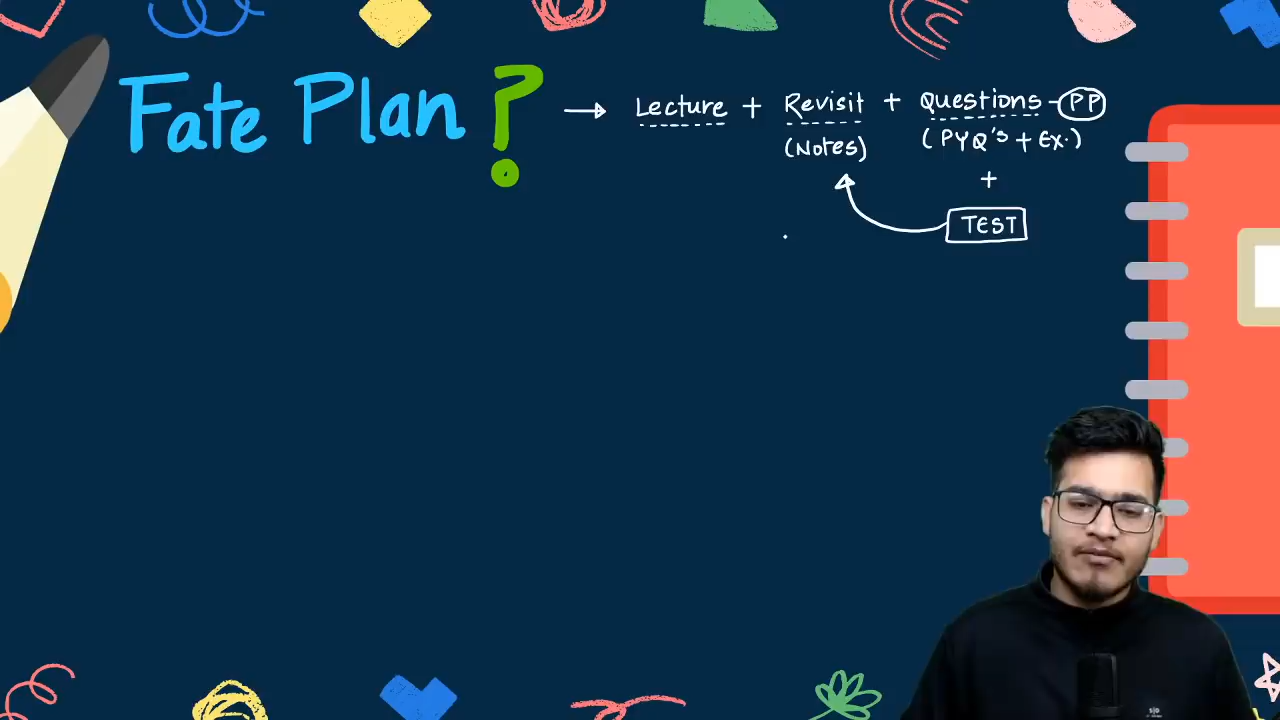 Fate Plan ? → Lecture + Revisit + Questions - PP
(Notes) (PYQ's + Ex.)
+
TEST